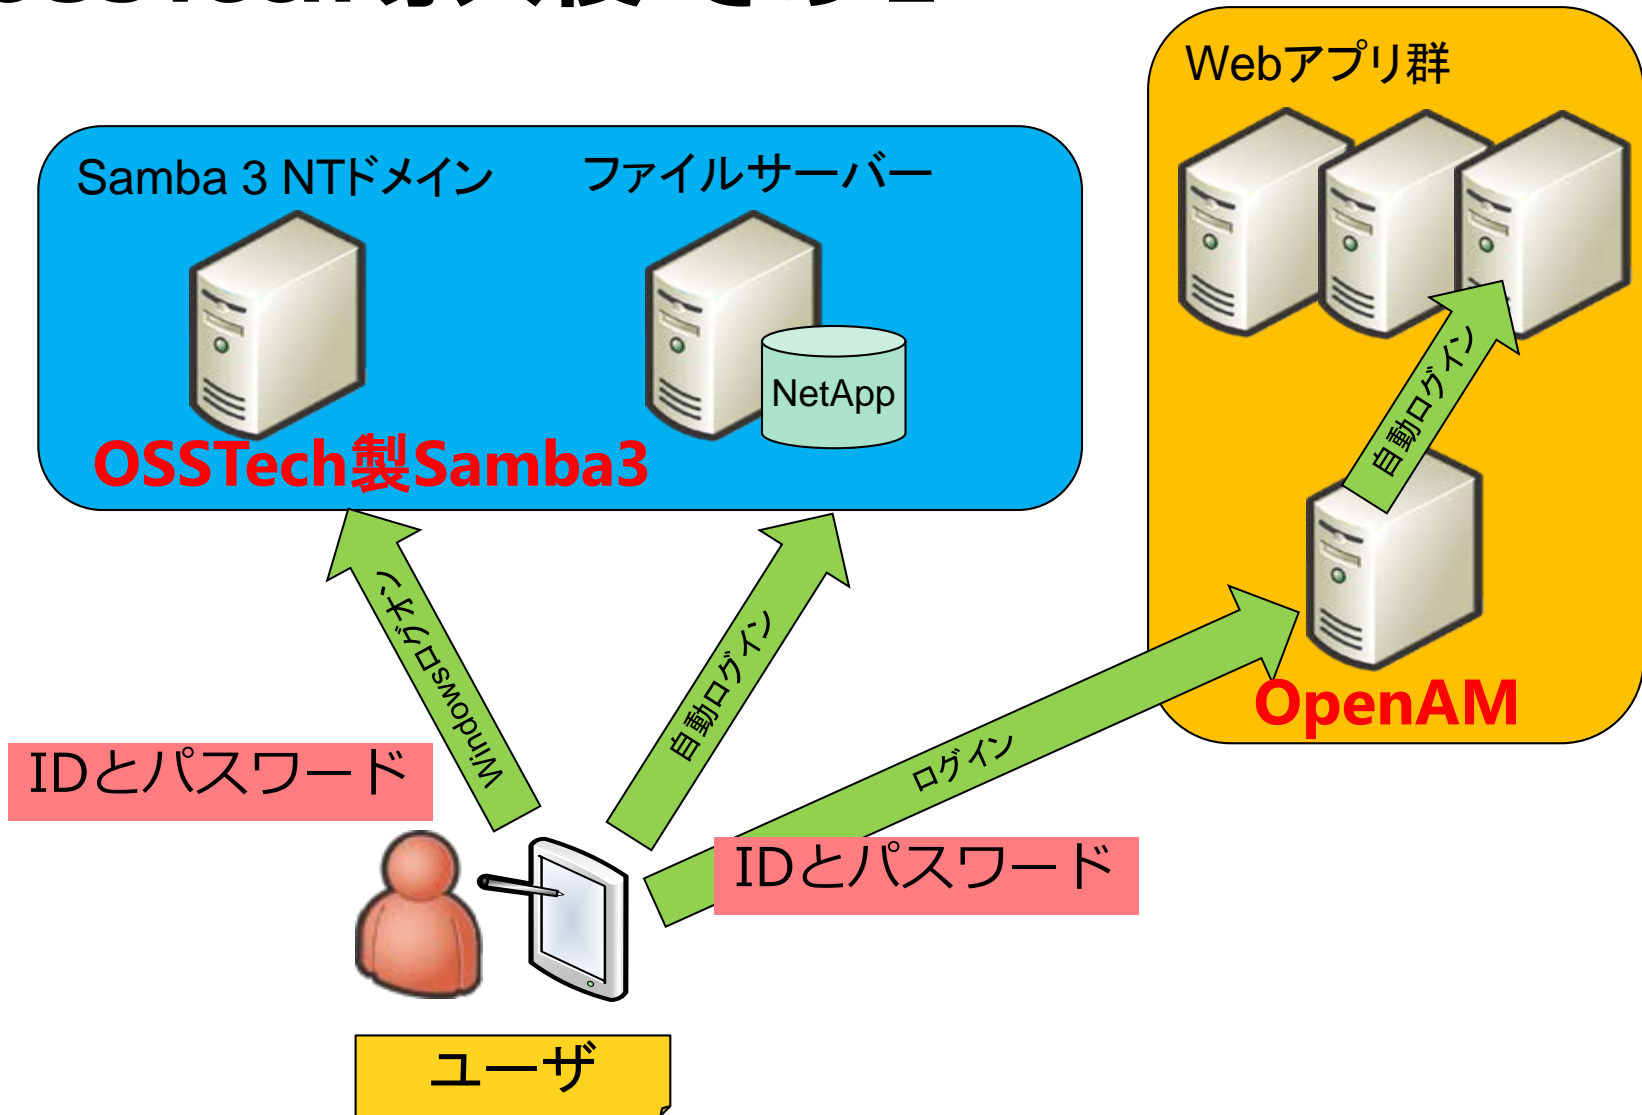 Webアプリ群
Samba 3 NTドメイン
ファイルサーバー
NetApp
OSSTech製Samba3
自動ログイン
OpenAM
Windowsログオン
自動ログイン
ログイン
IDとパスワード
IDとパスワード
ユーザ